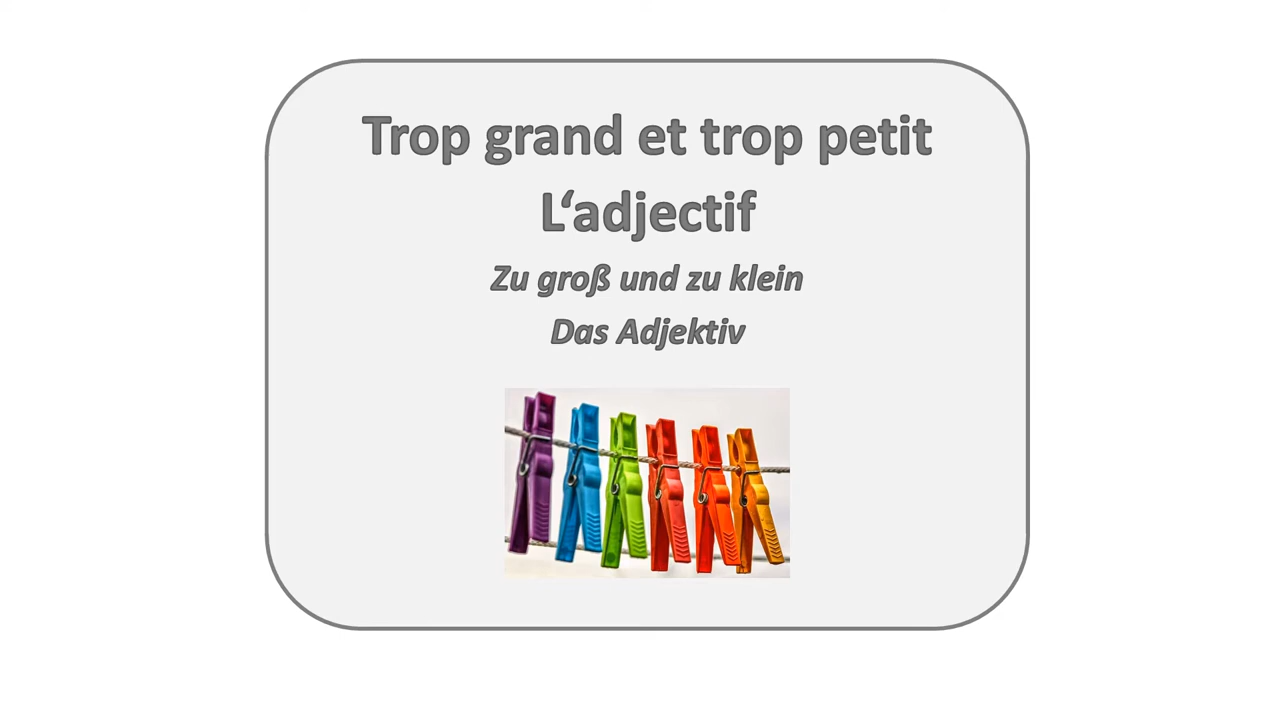 Trop grand et trop petit
L‘adjectif
Zu groß und zu klein
Das Adjektiv